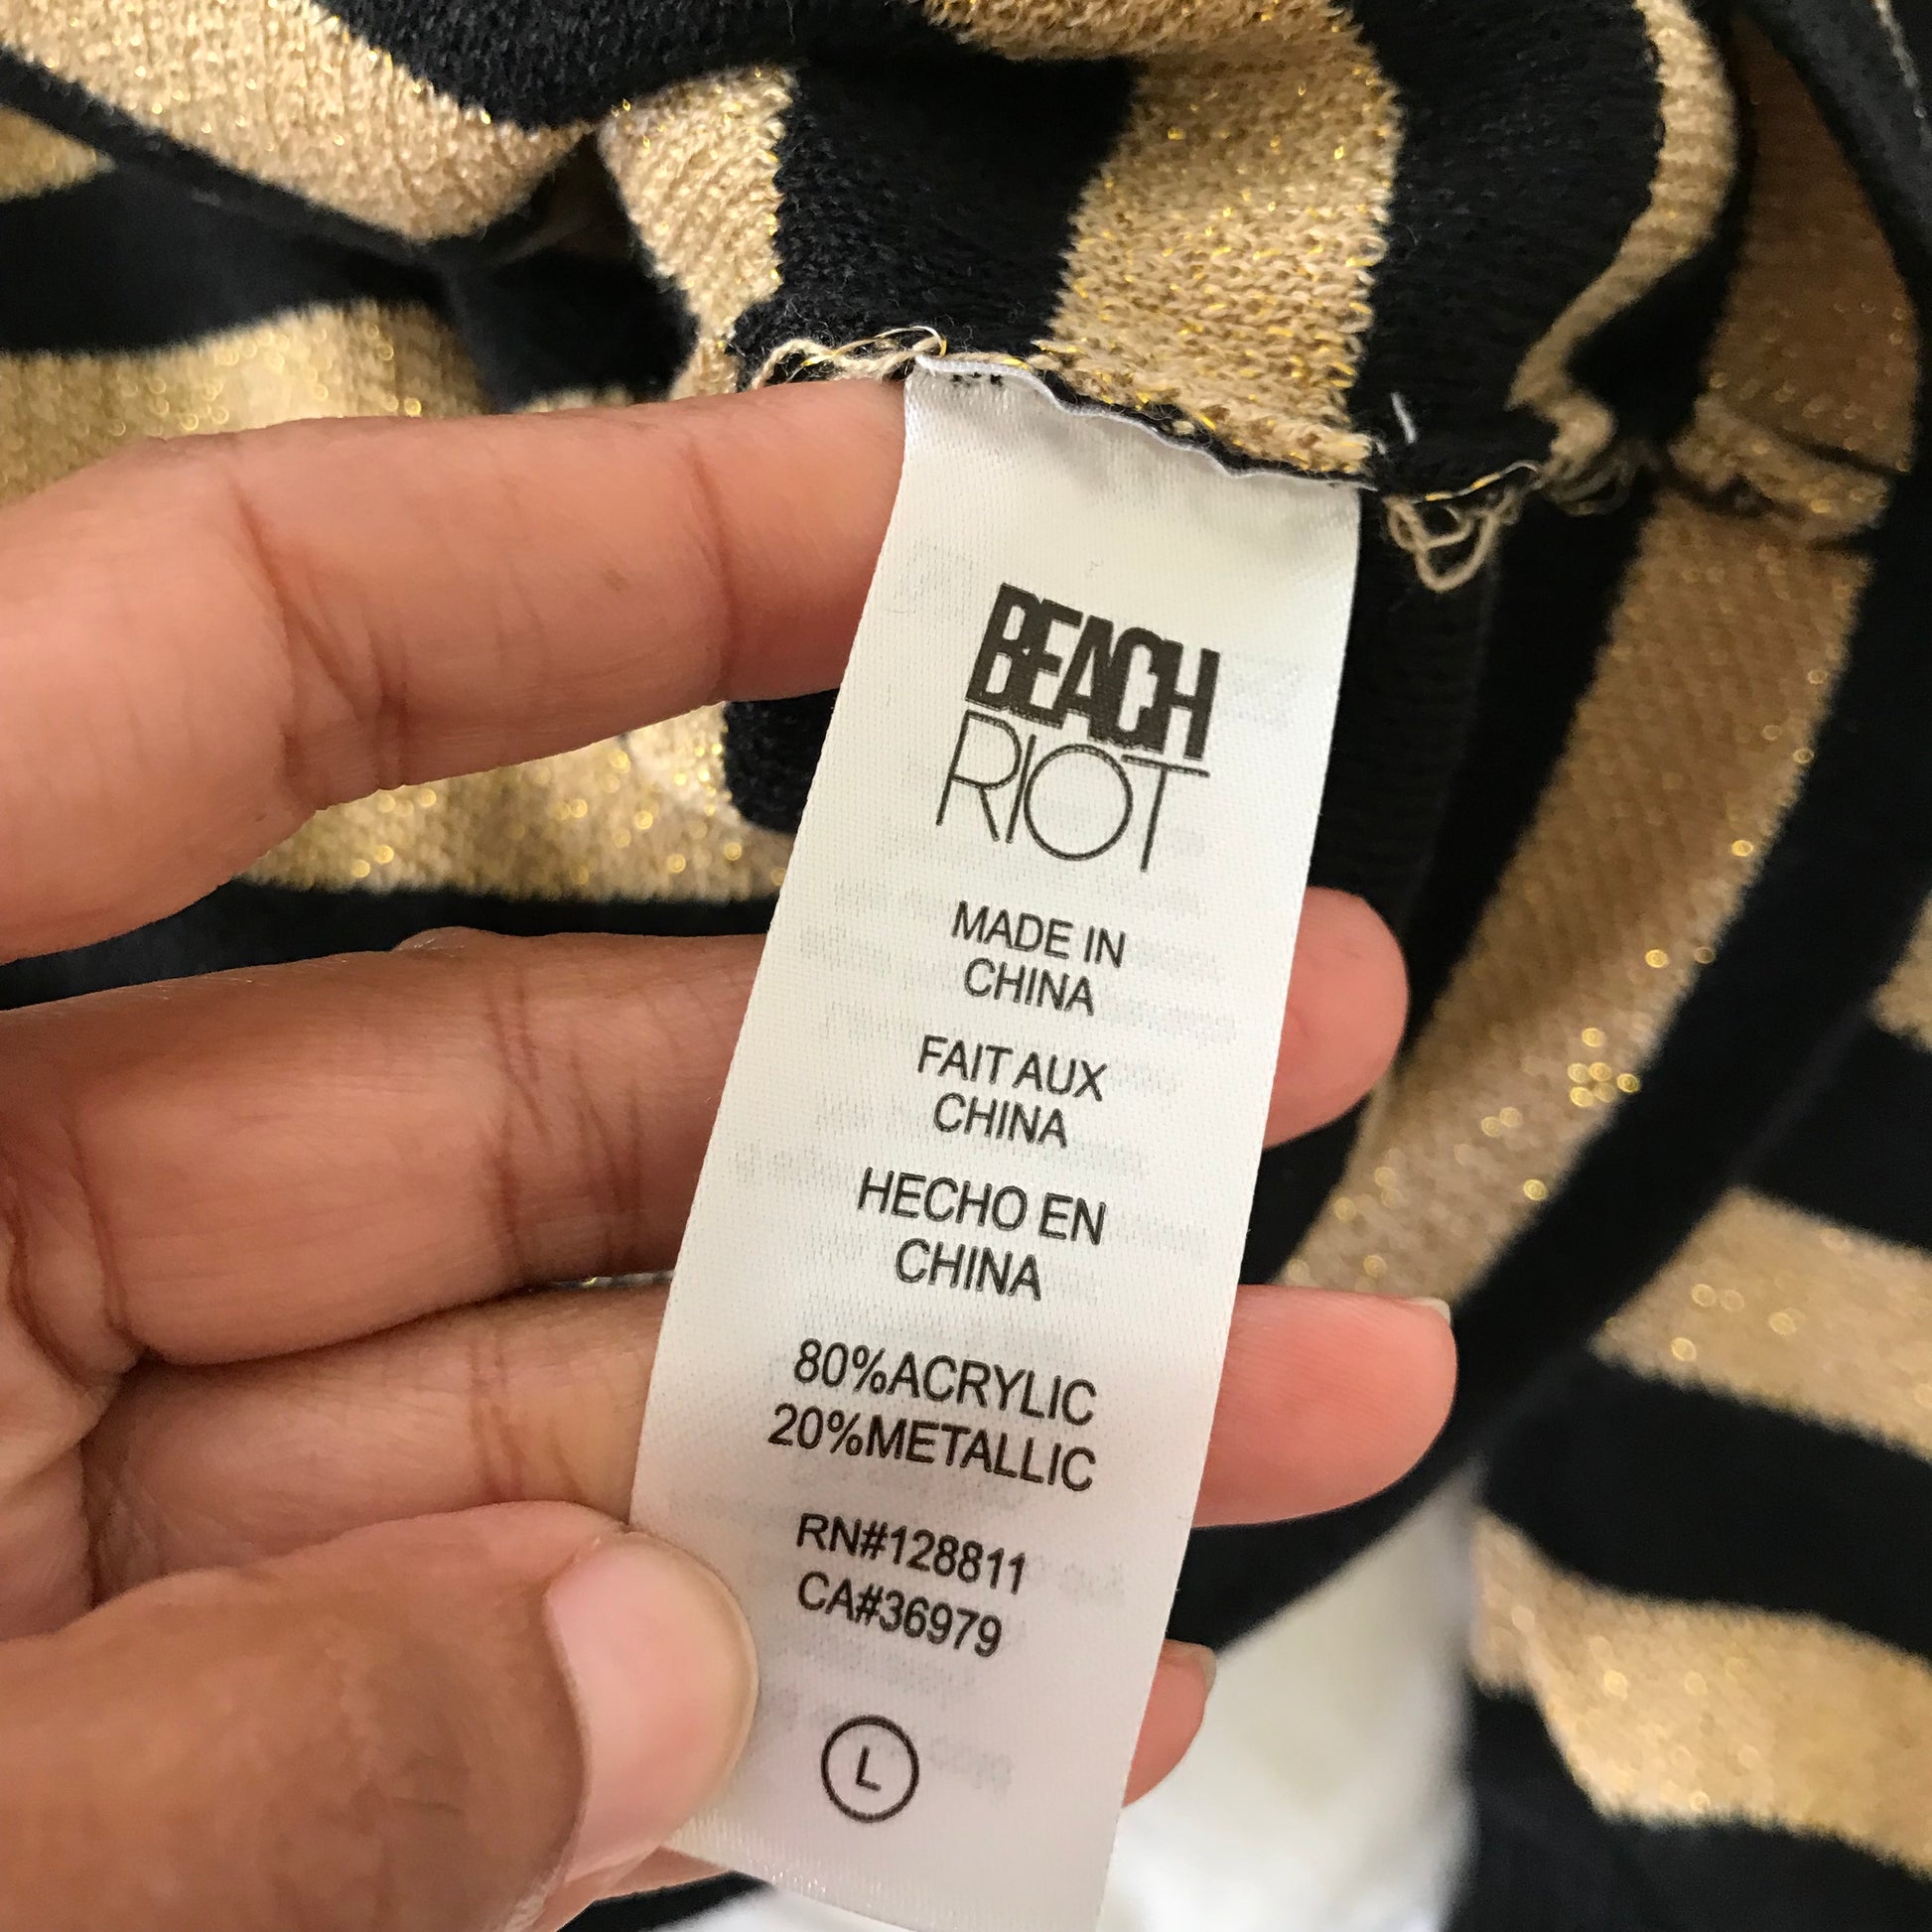 BEACH
RIOT
MADE IN
CHINA
FAIT AUX
CHINA
HECHO EN
CHINA
80%ACRYLIC
20%METALLIC
RN#128811
CA#36979
L